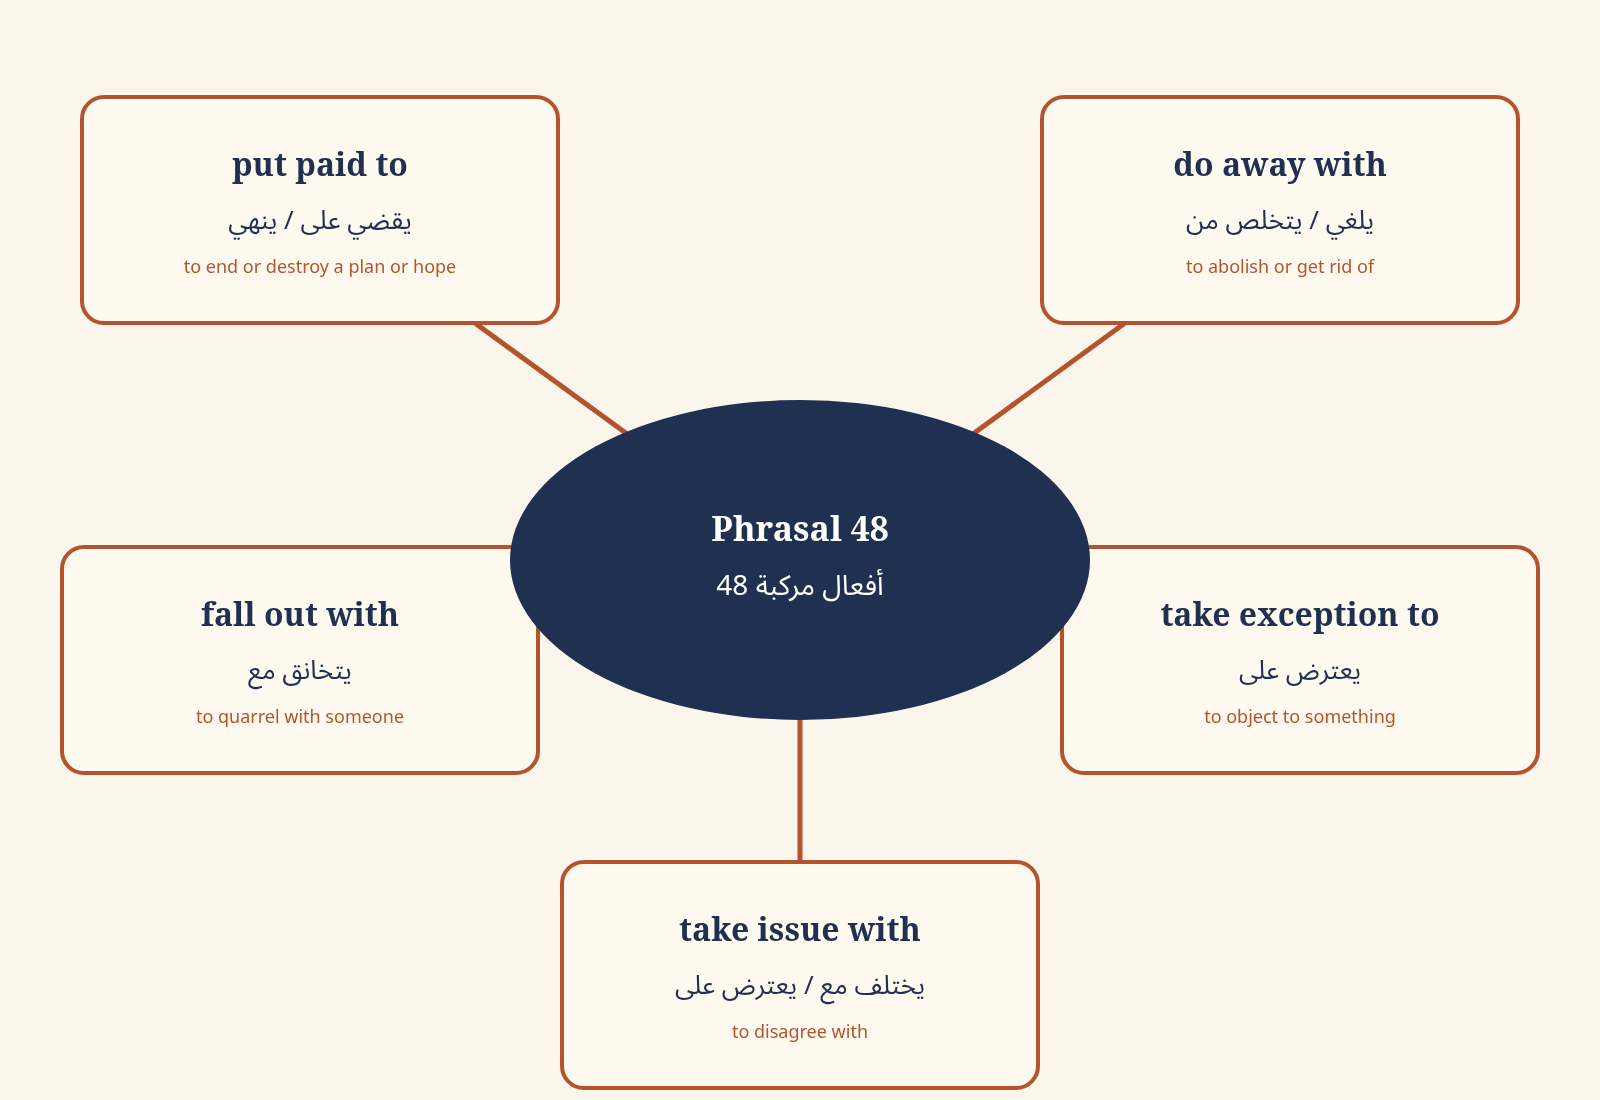 put paid to
يقضي على / ينهي
to end or destroy a plan or hope
do away with
يلغي / يتخلص من
to abolish or get rid of
Phrasal 48
أفعال مركبة 48
fall out with
يتخانق مع
to quarrel with someone
take exception to
يعترض على
to object to something
take issue with
يختلف مع / يعترض على
to disagree with